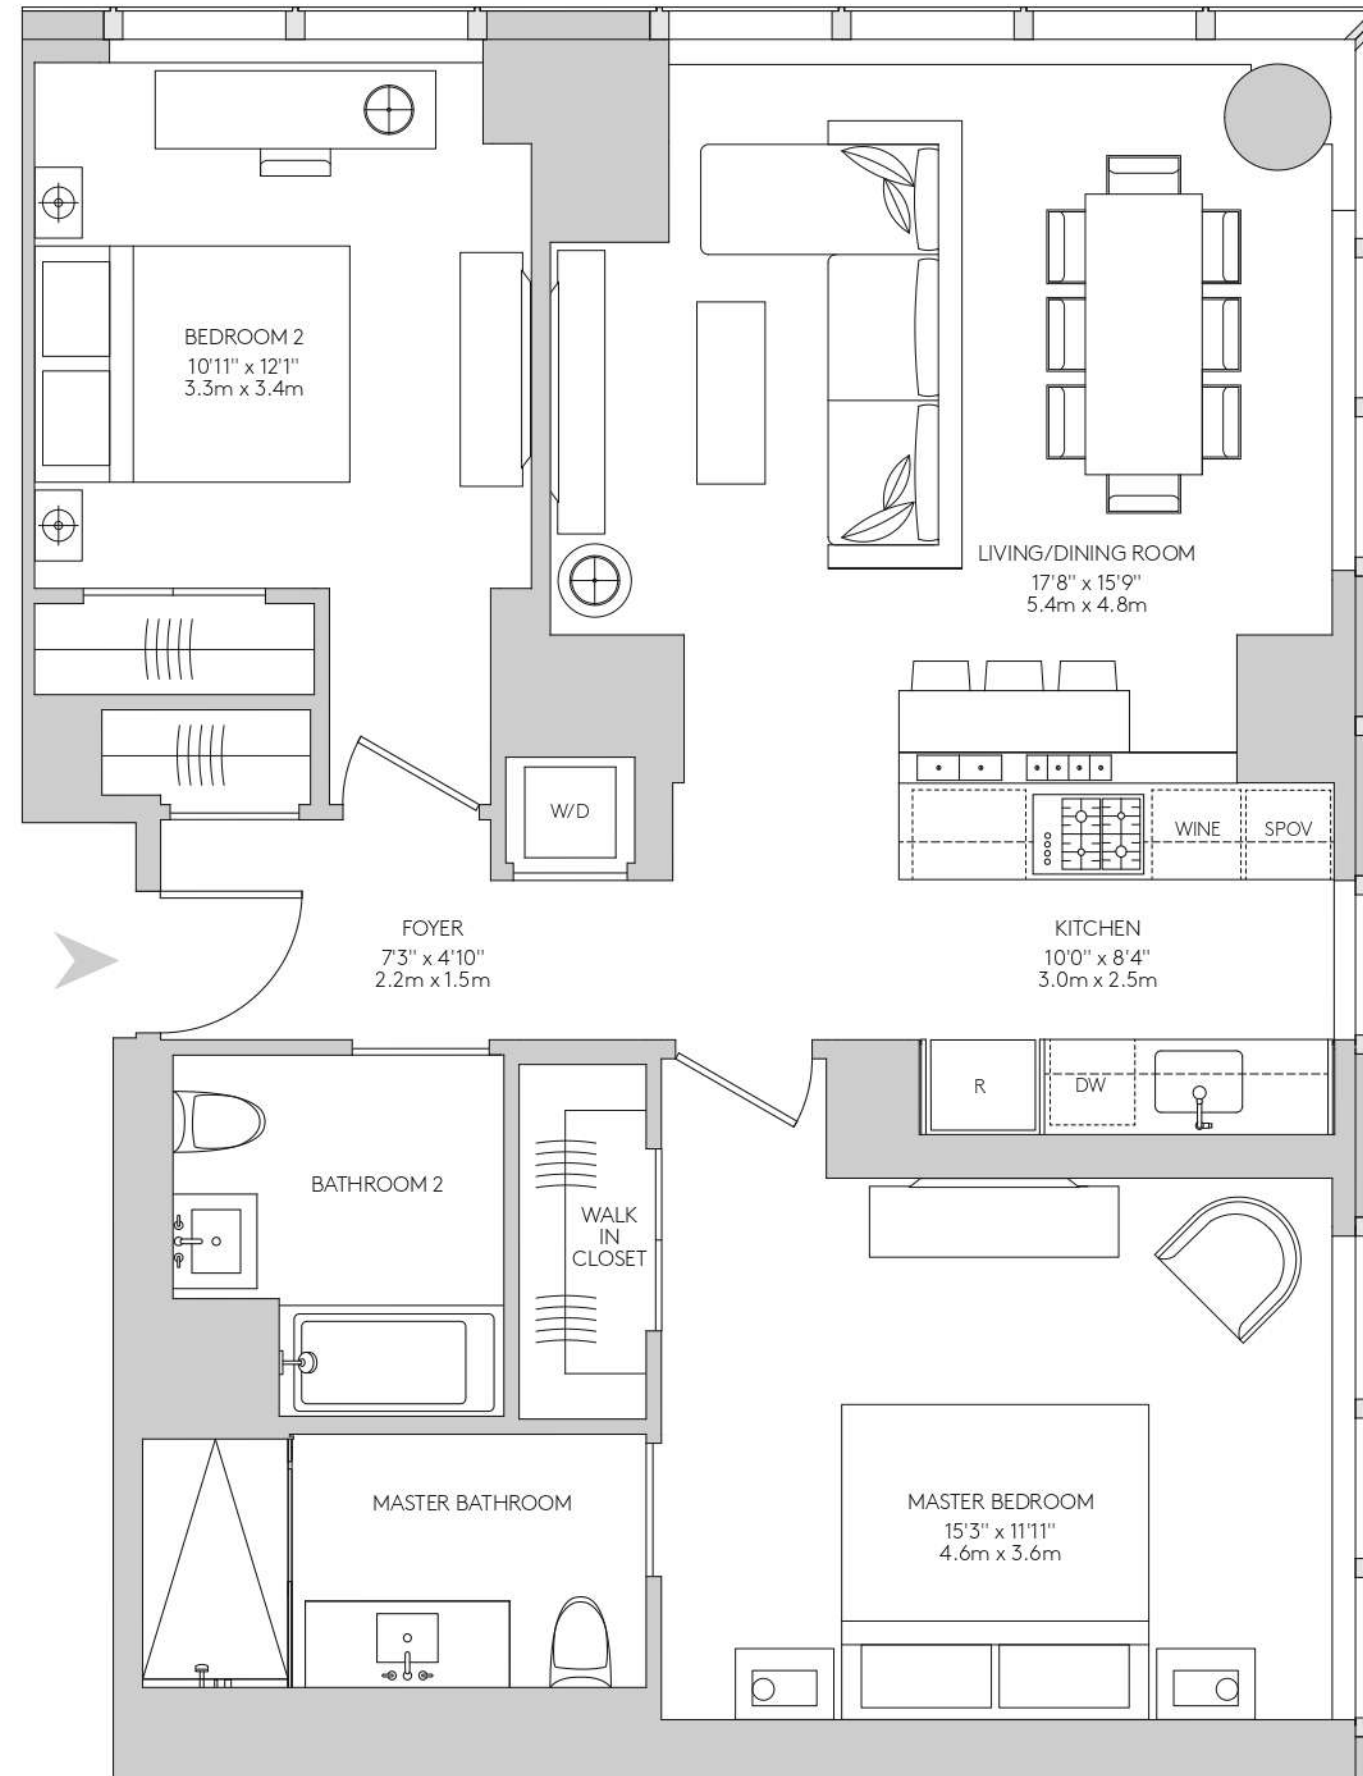 BEDROOM 2
10'11" x 12'1"
3.3m x 3.4m
LIVING/DINING ROOM
17'8" x 15'9"
5.4m x 4.8m
W/D
WINE
SPOV
FOYER
7'3" x 4'10"
2.2m x 1.5m
KITCHEN
10'0" x 8'4"
3.0m x 2.5m
R
DW
BATHROOM 2
WALK
IN
CLOSET
MASTER BATHROOM
MASTER BEDROOM
15'3" x 11'11"
4.6m x 3.6m